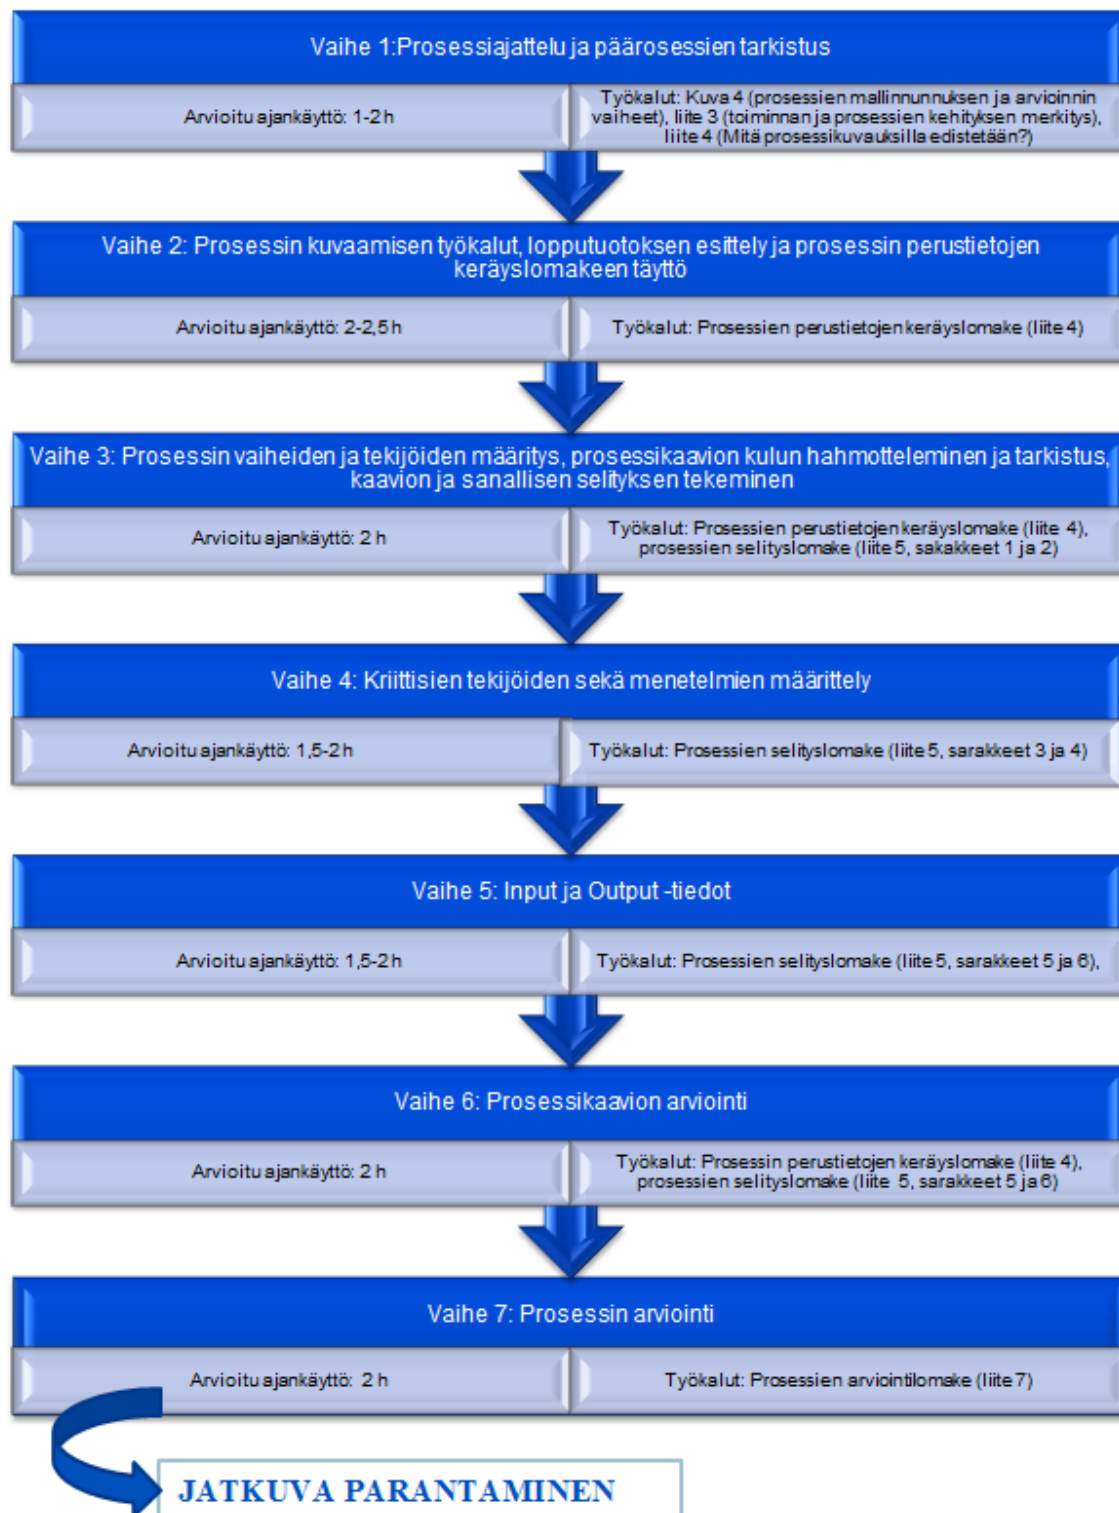 Vaihe 1:Prosessiajattelu ja päärosessien tarkistus
Arvioitu ajankäyttö: 1-2 h
Työkalut: Kuva 4 (prosessien mallinnunnuksen ja arvioinnin
vaiheet), liite 3 (toiminnan ja prosessien kehityksen merkitys),
liite 4 (Mitä prosessikuvauksilla edistetään?)
Vaihe 2: Prosessin kuvaamisen työkalut, lopputuotoksen esittely ja prosessin perustietojen
keräyslomakeen täyttö
Arvioitu ajankäyttö: 2-2,5 h
Työkalut: Prosessien perustietojen keräyslomake (liite 4)
Vaihe 3: Prosessin vaiheiden ja tekijöiden määritys, prosessikaavion kulun hahmotteleminen ja tarkistus,
kaavion ja sanallisen selityksen tekeminen
Arvioitu ajankäyttö: 2 h
Työkalut: Prosessien perustietojen keräyslomake (liite 4),
prosessien selityslomake (liite 5, sakakkeet 1 ja 2)
Vaihe 4: Kriittisien tekijöiden sekä menetelmien määrittely
Arvioitu ajankäyttö: 1,5-2 h
Työkalut: Prosessien selityslomake (liite 5, sarakkeet 3 ja 4)
Vaihe 5: Input ja Output -tiedot
Arvioitu ajankäyttö: 1,5-2 h
Työkalut: Prosessien selityslomake (liite 5, sarakkeet 5 ja 6),
Vaihe 6: Prosessikaavion arviointi
Arvioitu ajankäyttö: 2 h
Työkalut: Prosessin perustietojen keräyslomake (liite 4),
prosessien selityslomake (liite 5, sarakkeet 5 ja 6)
Vaihe 7: Prosessin arviointi
Arvioitu ajankäyttö: 2 h
Työkalut: Prosessien arviointilomake (liite 7)
JATKUVA PARANTAMINEN